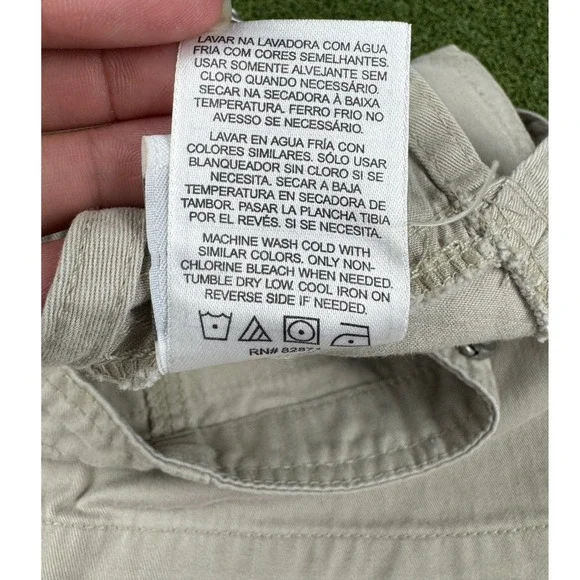 LAVAR NA LAVADORA COM ÁGUA
FRIA COM CORES SEMELHANTES.
USAR SOMENTE ALVEJANTE SEM
CLORO QUANDO NECESSÁRIO.
SECAR NA SECADORA À BAIXA
TEMPERATURA. FERRO FRIO NO
AVESSO SE NECESSÁRIO.
LAVAR EN AGUA FRÍA CON
COLORES SIMILARES. SÓLO USAR
BLANQUEADOR SIN CLORO SI SE
NECESITA. SECAR A BAJA
TEMPERATURA EN SECADORA DE
TAMBOR. PASAR LA PLANCHA TIBIA
POR EL REVÉS. SI SE NECESITA.
MACHINE WASH COLD WITH
SIMILAR COLORS. ONLY NON-
CHLORINE BLEACH WHEN NEEDED.
TUMBLE DRY LOW. COOL IRON ON
REVERSE SIDE IF NEEDED.
RN#